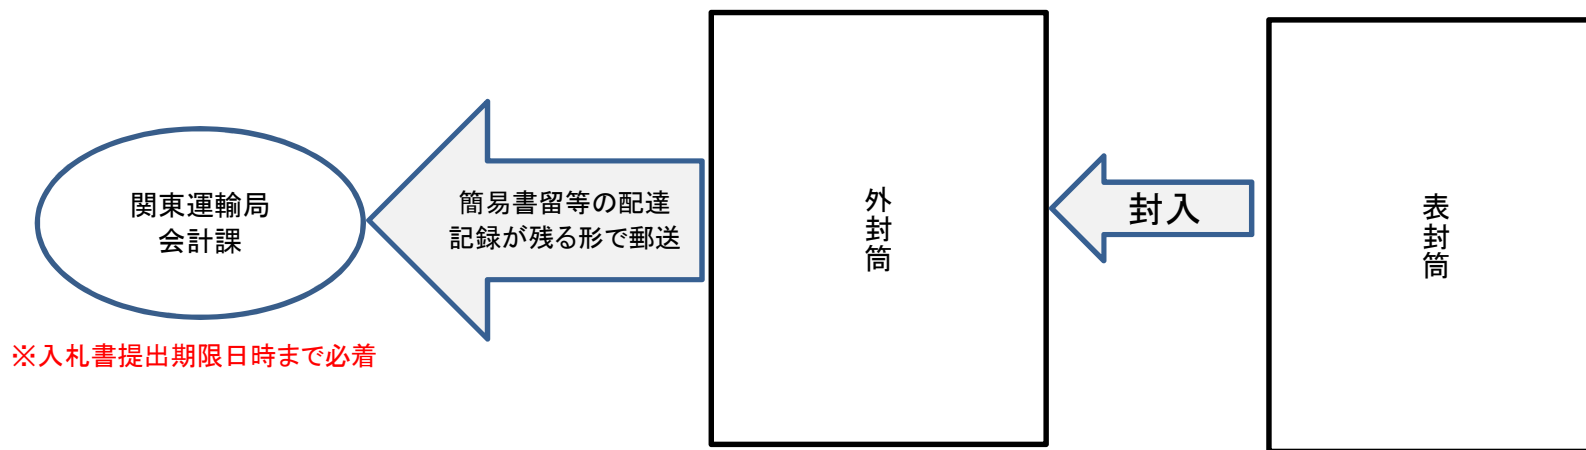 関東運輸局
会計課
※入札書提出期限日時まで必着
簡易書留等の配達
記録が残る形で郵送
外封筒
封入
表封筒